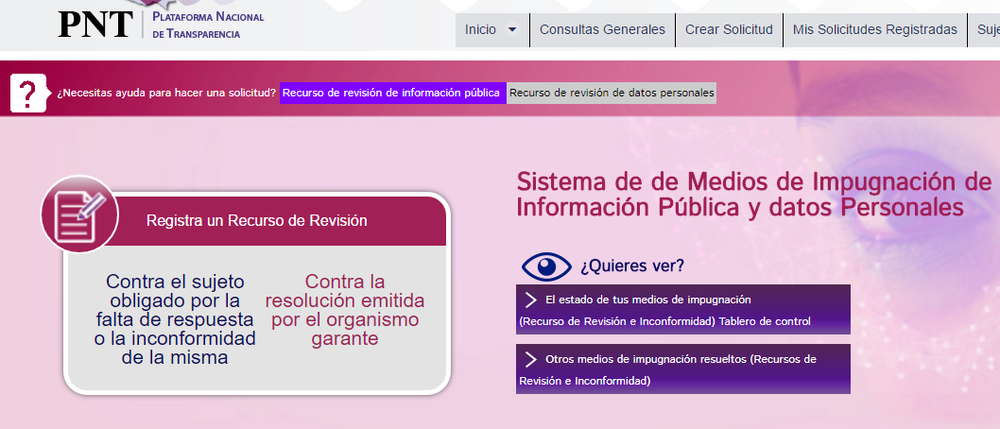 PNT
PLATAFORMA NACIONAL
DE TRANSPARENCIA
Inicio
Consultas Generales
Crear Solicitud
Mis Solicitudes Registradas
Suje
?
¿Necesitas ayuda para hacer una solicitud?
Recurso de revisión de información pública
Recurso de revisión de datos personales
Registra un Recurso de Revisión
Contra el sujeto
obligado por la
falta de respuesta
o la inconformidad
de la misma
Contra la
resolución emitida
por el organismo
garante
Sistema de de Medios de Impugnación de
Información Pública y datos Personales
¿Quieres ver?
El estado de tus medios de impugnación
(Recurso de Revisión e Inconformidad) Tablero de control
Otros medios de impugnación resueltos (Recursos de
Revisión e Inconformidad)